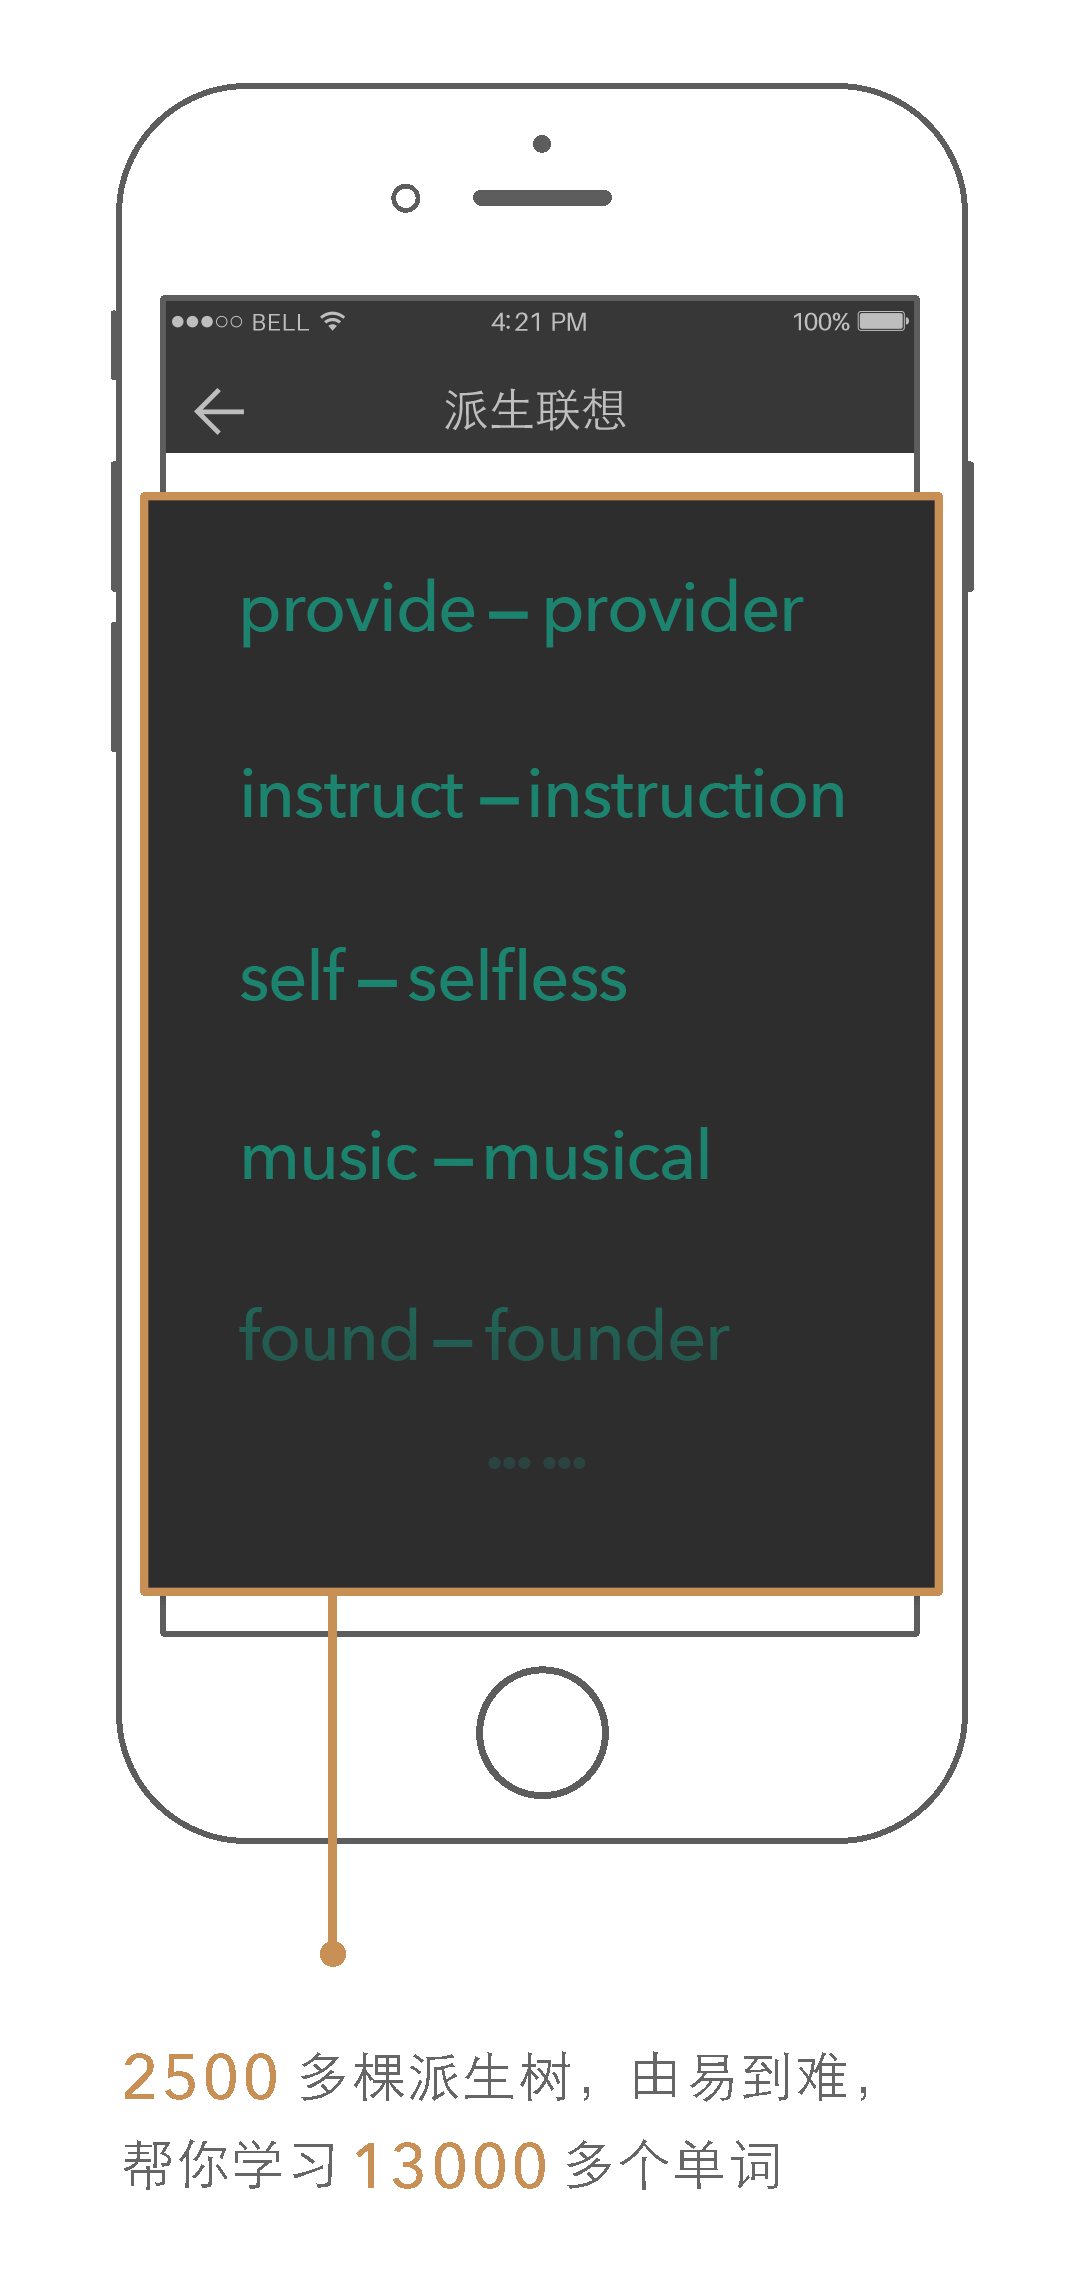 BELL 4:21 PM 100%
派生联想
provide – provider
instruct – instruction
self – selfless
music – musical
found – founder
••• •••
2500 多棵派生树，由易到难，
帮你学习 13000 多个单词